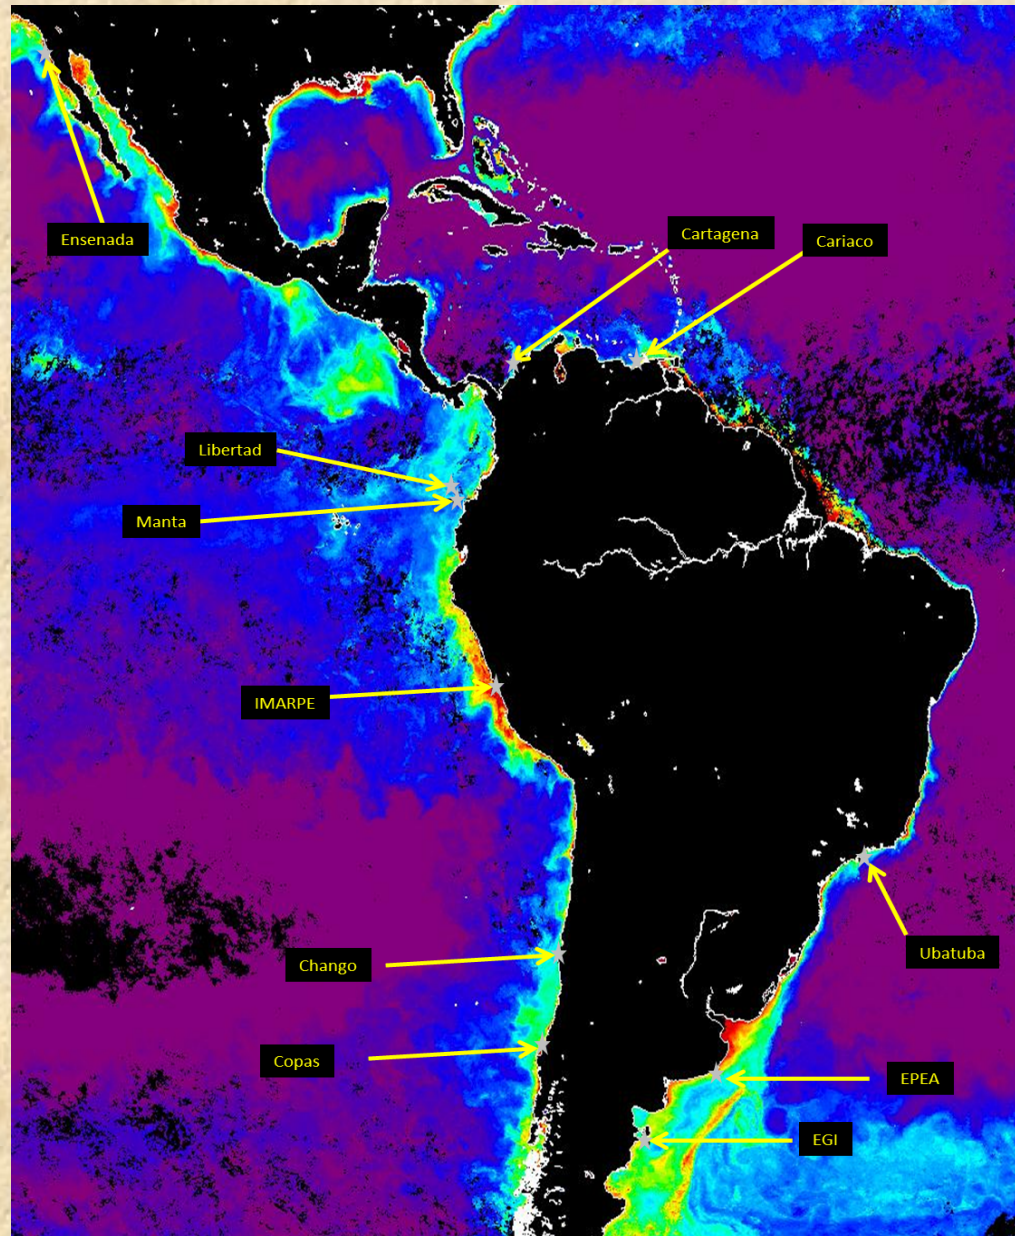 Ensenada
Cartagena
Cariaco
Libertad
Manta
IMARPE
Chango
Ubatuba
Copas
EPEA
EGI